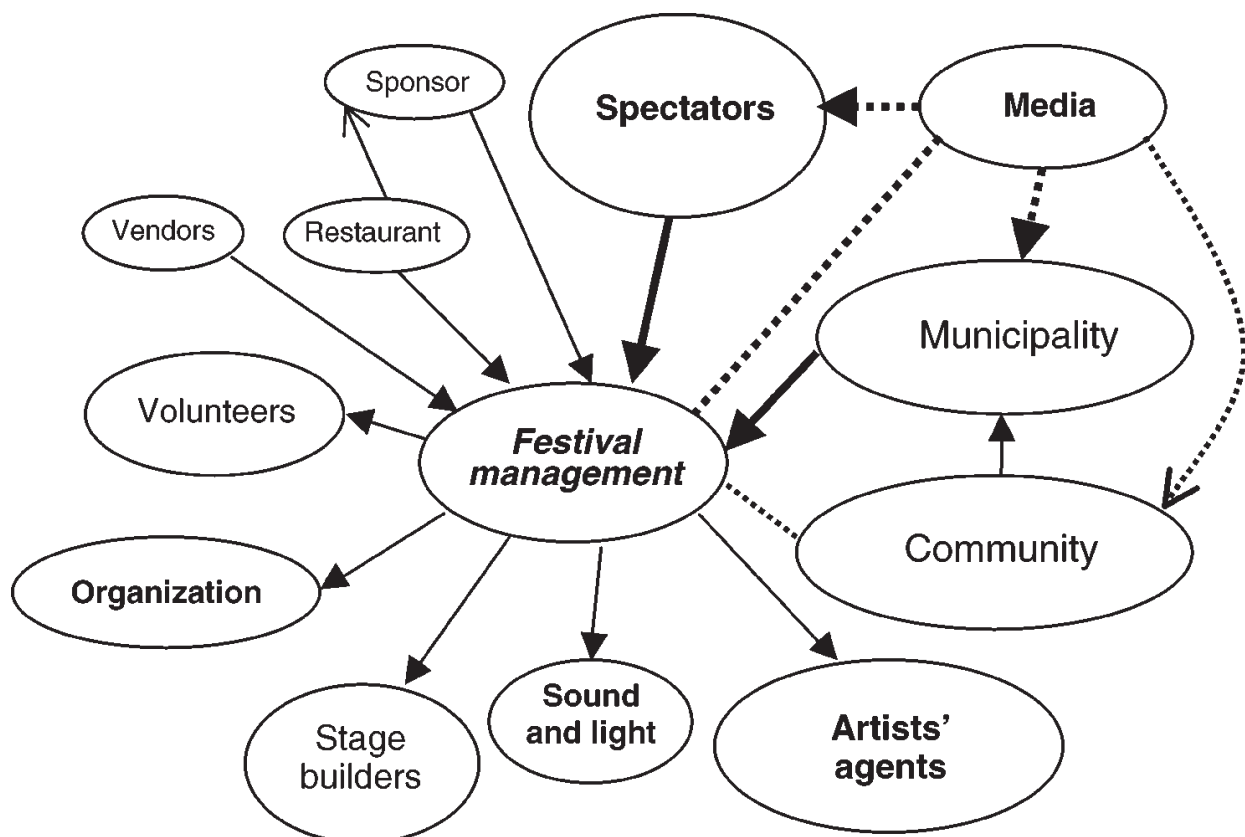 Sponsor
Spectators
Media
Vendors
Restaurant
Municipality
Volunteers
Festival
management
Community
Organization
Sound
and light
Stage
builders
Artists’
agents